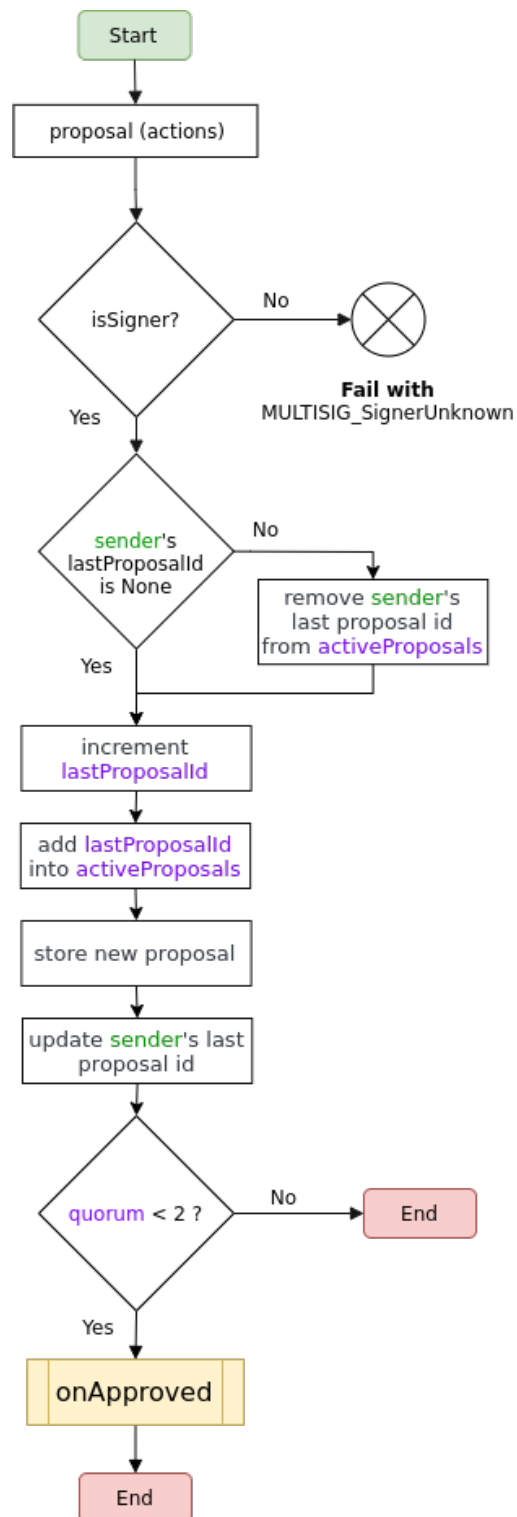 Start
proposal (actions)
isSigner?
No
Fail with
MULTISIG_SignerUnknown
Yes
sender's
lastProposalId
is None
No
remove sender's
last proposal id
from activeProposals
Yes
increment
lastProposalId
add lastProposalId
into activeProposals
store new proposal
update sender's last
proposal id
quorum < 2 ?
No
End
Yes
onApproved
End